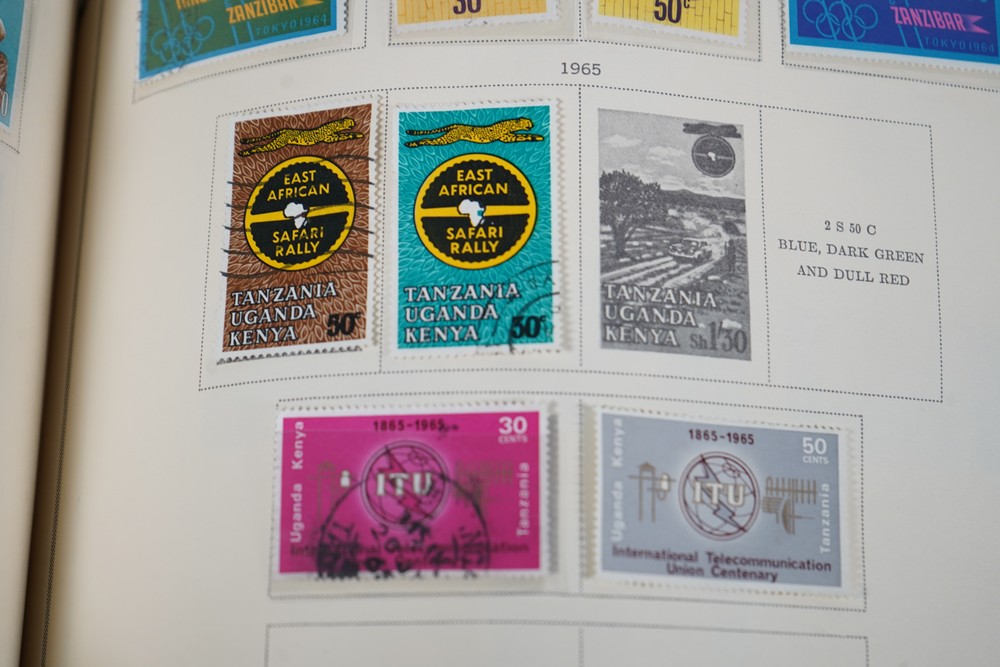 ZANZIBAR
TOKYO 1964
30
50c
ZANZIBAR
TOKYO 1964
1965
EAST
AFRICAN
SAFARI
RALLY
TANZANIA
UGANDA
KENYA 50c
EAST
AFRICAN
SAFARI
RALLY
TANZANIA
UGANDA
KENYA 30c
TANZANIA
UGANDA
KENYA Sh 1'30
2 S 50 C
BLUE, DARK GREEN
AND DULL RED
1865-1965
30
CENTS
Uganda Kenya
ITU
Tanzania
International Telecommunication
1865-1965
50
CENTS
Uganda Kenya
ITU
Tanzania
International Telecommunication
Union Centenary